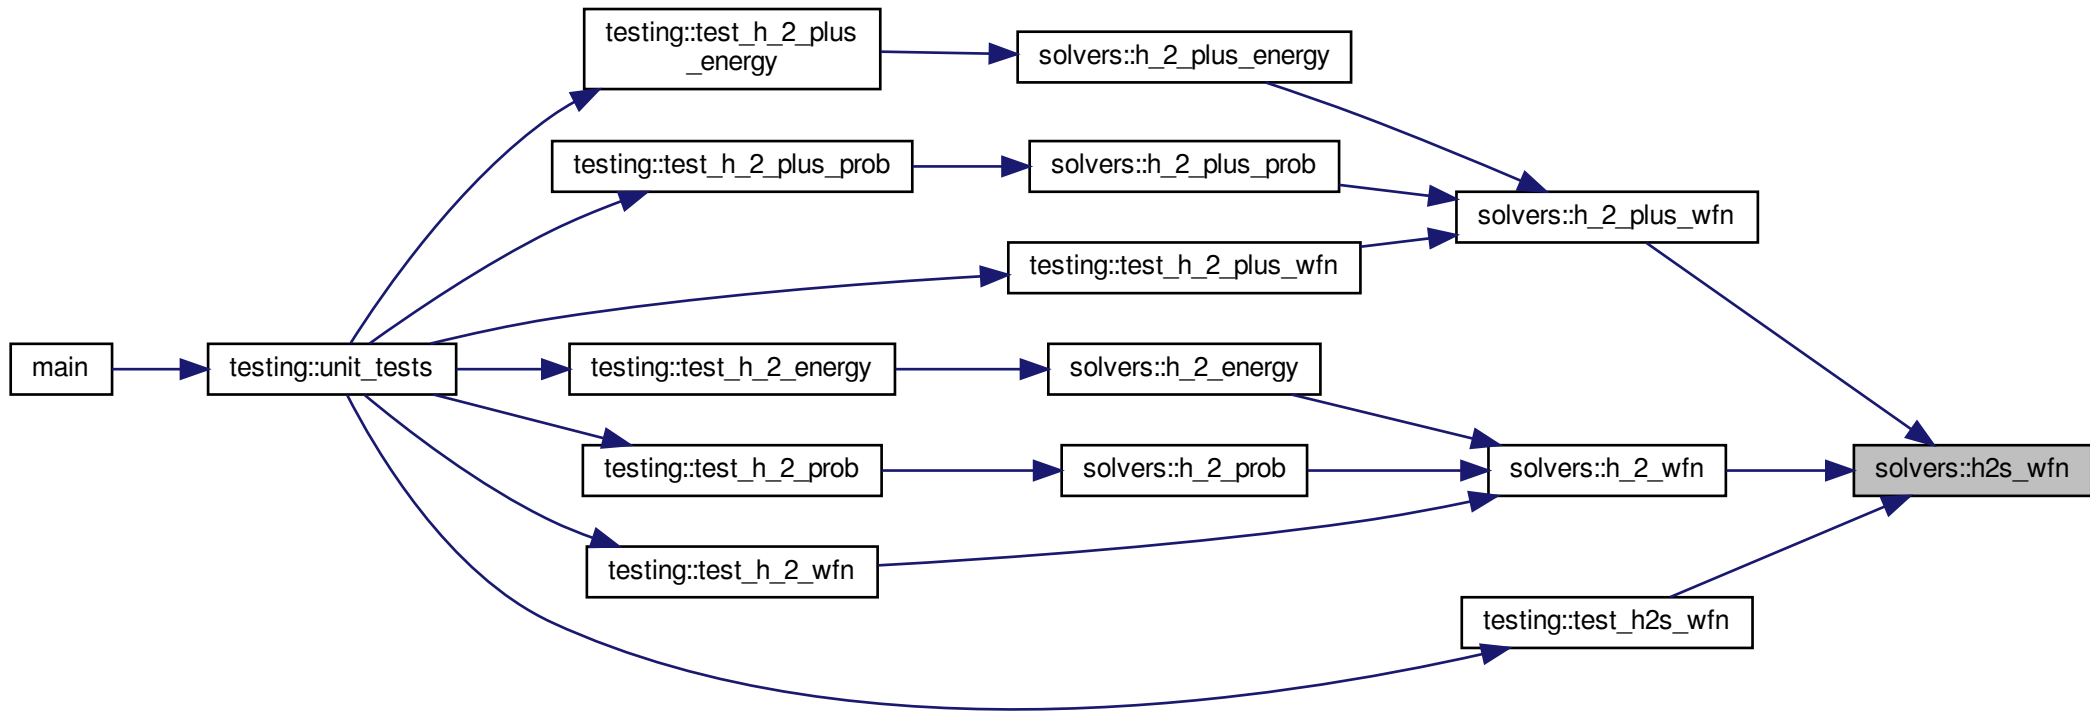 testing::test_h_2_plus
_energy
solvers::h_2_plus_energy
testing::test_h_2_plus_prob
solvers::h_2_plus_prob
solvers::h_2_plus_wfn
testing::test_h_2_plus_wfn
main
testing::unit_tests
testing::test_h_2_energy
solvers::h_2_energy
testing::test_h_2_prob
solvers::h_2_prob
solvers::h_2_wfn
solvers::h2s_wfn
testing::test_h_2_wfn
testing::test_h2s_wfn